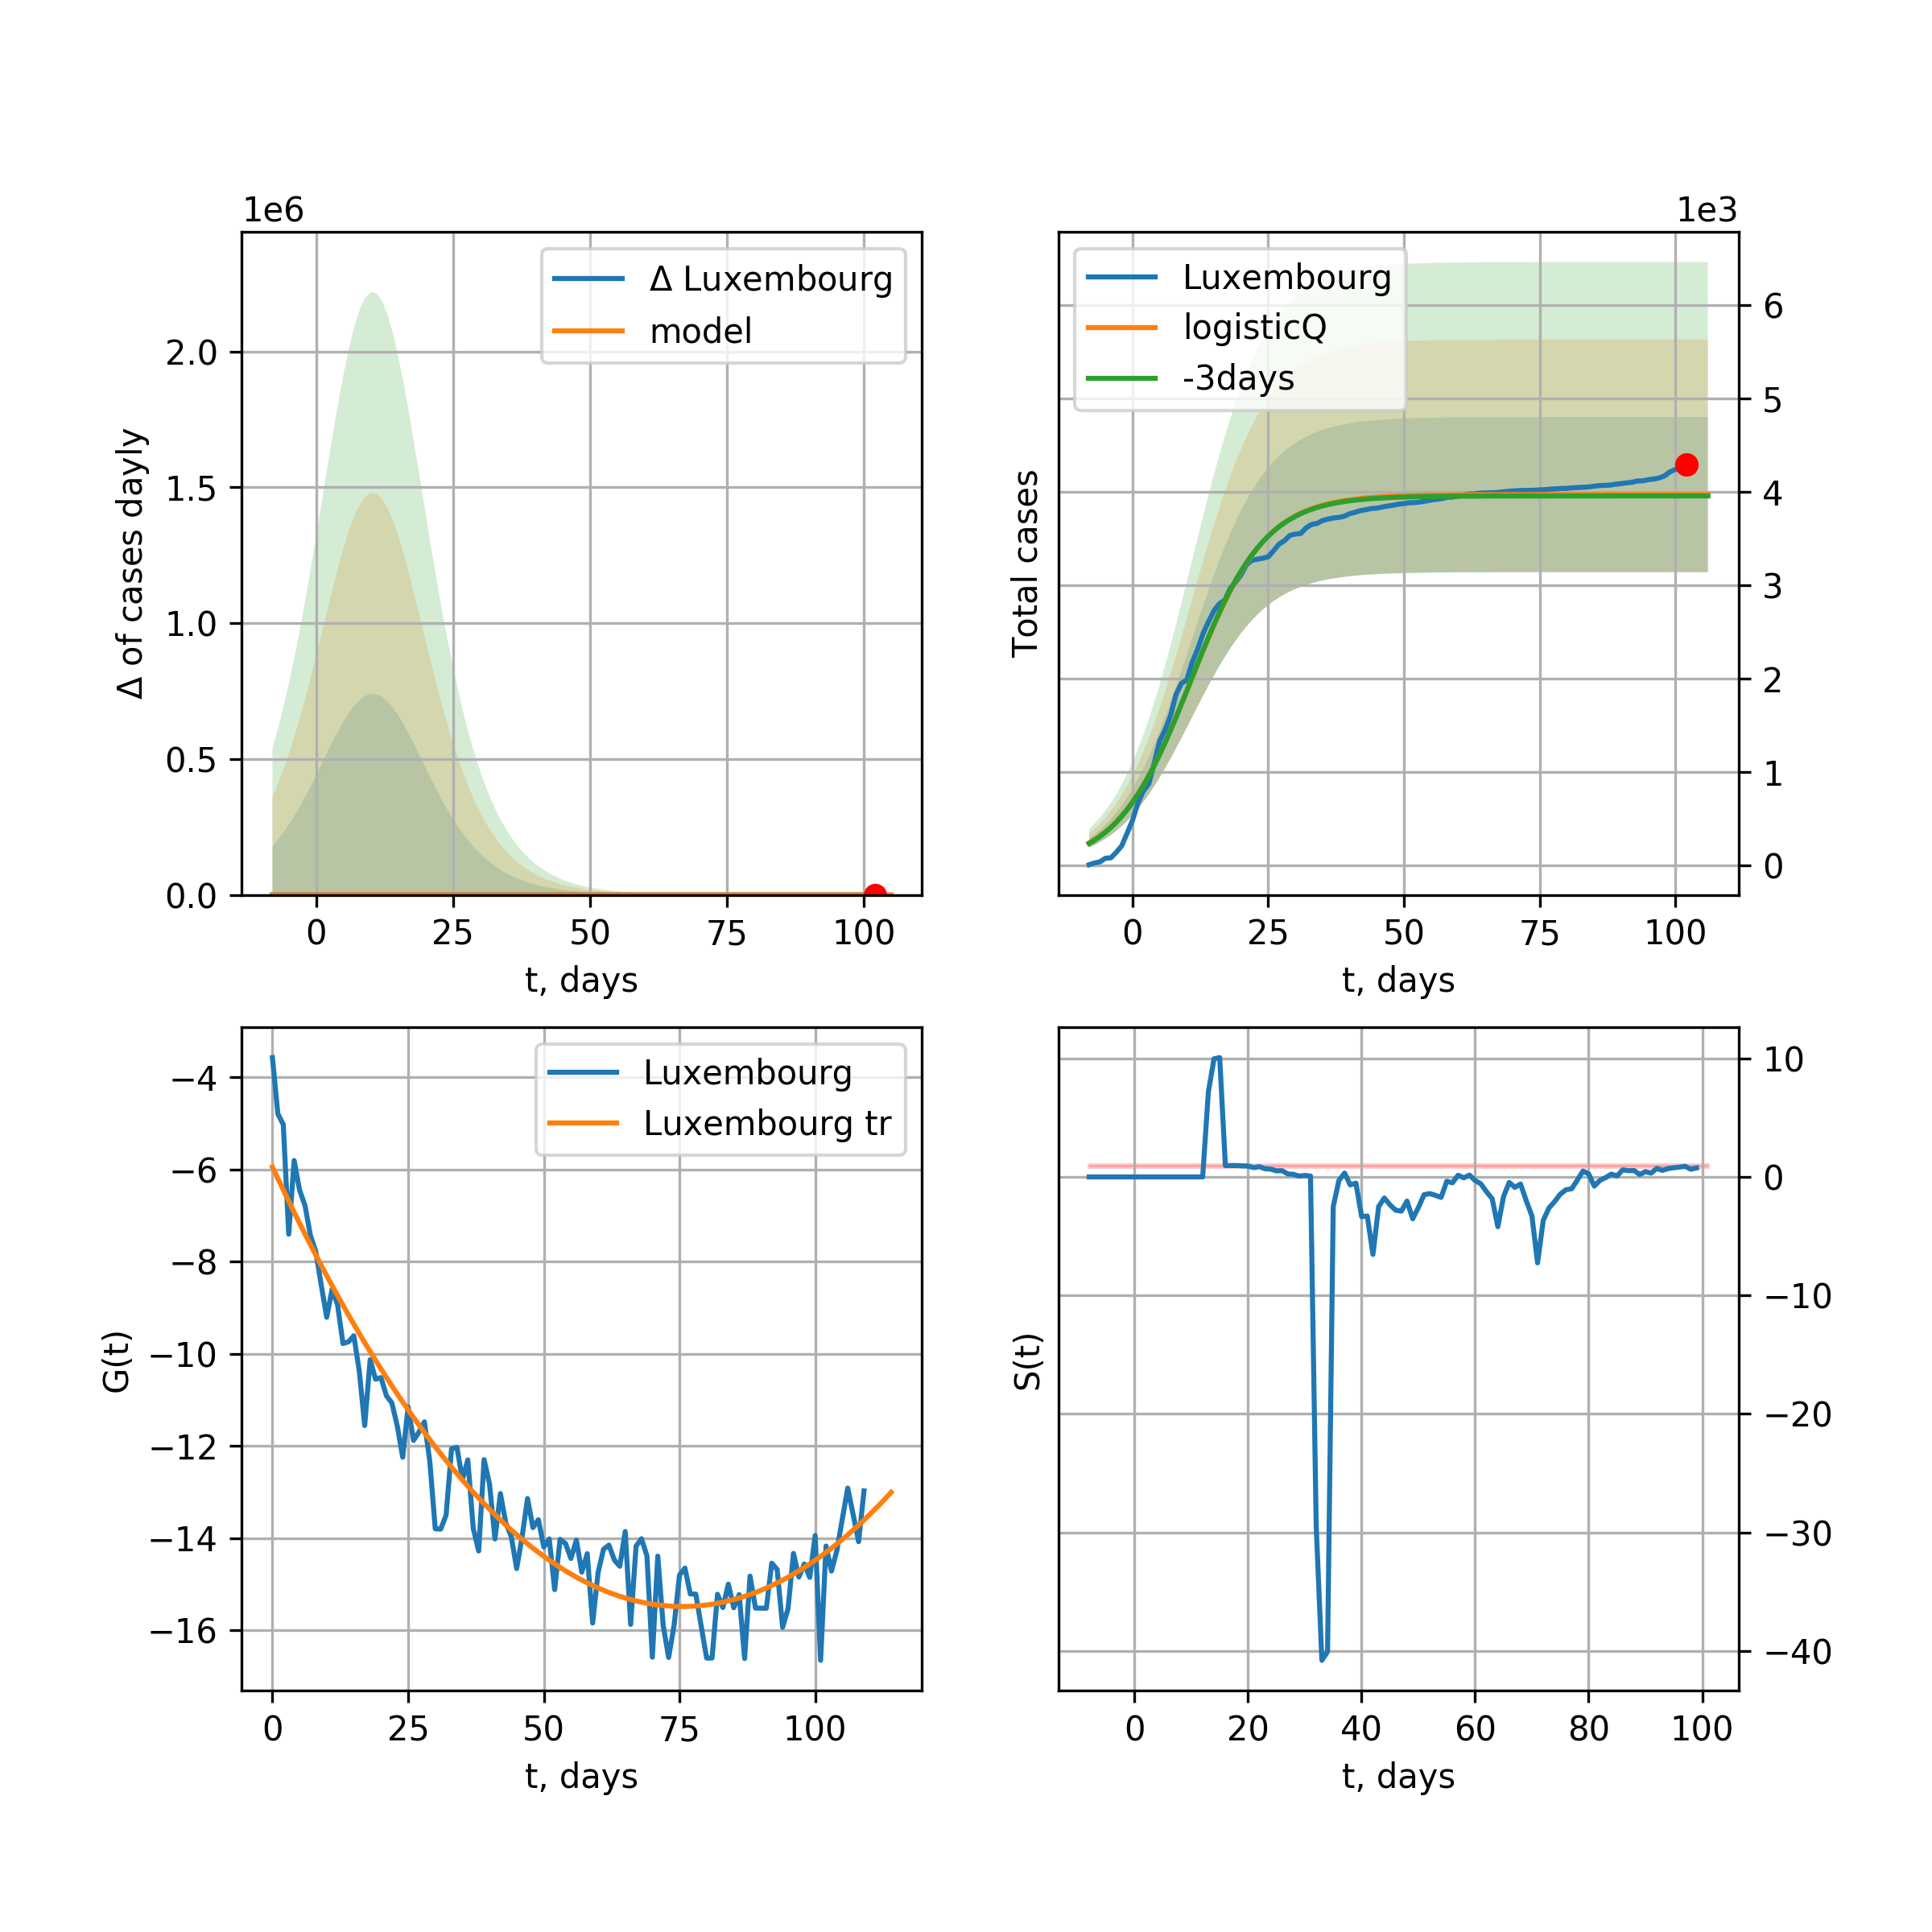 1e6
Δ Luxembourg
model
2.0
1.5
1.0
0.5
0.0
Δ of cases dayly
0 25 50 75 100
t, days
1e3
Luxembourg
logisticQ
-3days
6
5
4
3
2
1
0
Total cases
0 25 50 75 100
t, days
Luxembourg
Luxembourg tr
−4
−6
−8
−10
−12
−14
−16
G(t)
0 25 50 75 100
t, days
10
0
−10
−20
−30
−40
S(t)
0 20 40 60 80 100
t, days